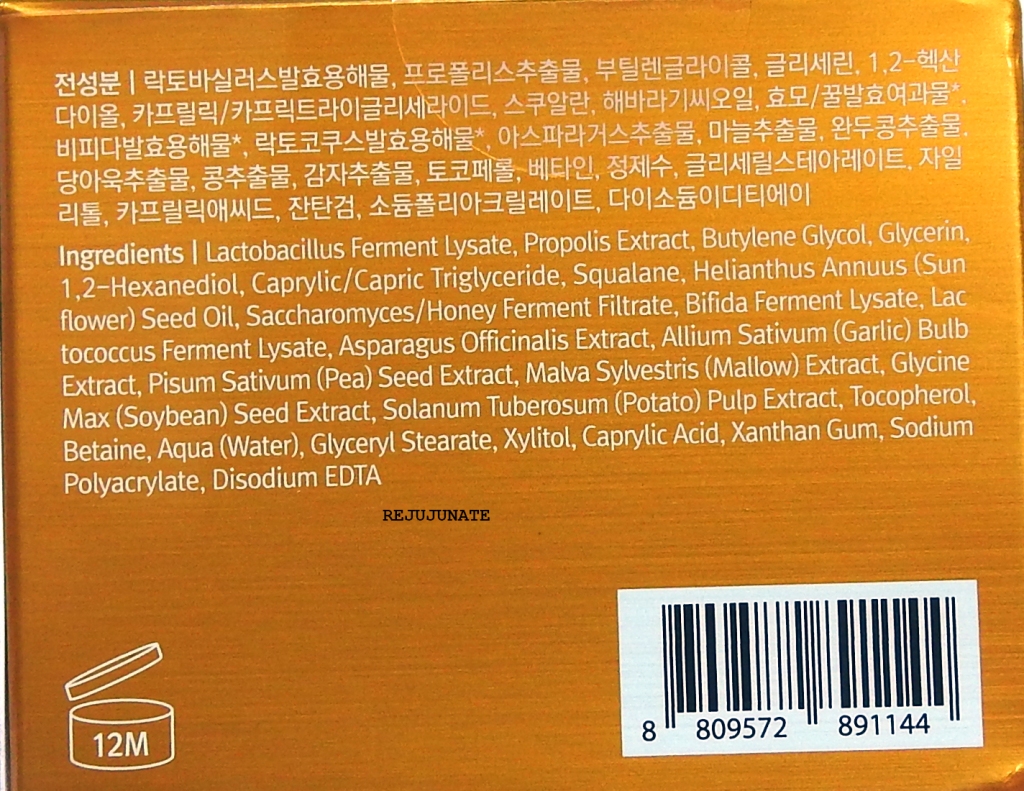 전성분 | 락토바실러스발효용해물, 프로폴리스추출물, 부틸렌글라이콜, 글리세린, 1,2-헥산
다이올, 카프릴릭/카프릭트라이글리세라이드, 스쿠알란, 해바라기씨오일, 효모/꿀발효여과물*,
비피다발효용해물*, 락토코쿠스발효용해물*, 아스파라거스추출물, 마늘추출물, 완두콩추출물,
당아욱추출물, 콩추출물, 감자추출물, 토코페롤, 베타인, 정제수, 글리세릴스테아레이트, 자일
리톨, 카프릴릭애씨드, 잔탄검, 소듐폴리아크릴레이트, 다이소듐이디티에이
Ingredients | Lactobacillus Ferment Lysate, Propolis Extract, Butylene Glycol, Glycerin,
1,2-Hexanediol, Caprylic/Capric Triglyceride, Squalane, Helianthus Annuus (Sun
flower) Seed Oil, Saccharomyces/Honey Ferment Filtrate, Bifida Ferment Lysate, Lac
tococcus Ferment Lysate, Asparagus Officinalis Extract, Allium Sativum (Garlic) Bulb
Extract, Pisum Sativum (Pea) Seed Extract, Malva Sylvestris (Mallow) Extract, Glycine
Max (Soybean) Seed Extract, Solanum Tuberosum (Potato) Pulp Extract, Tocopherol,
Betaine, Aqua (Water), Glyceryl Stearate, Xylitol, Caprylic Acid, Xanthan Gum, Sodium
Polyacrylate, Disodium EDTA
REJUJUNATE
12M
8 809572 891144